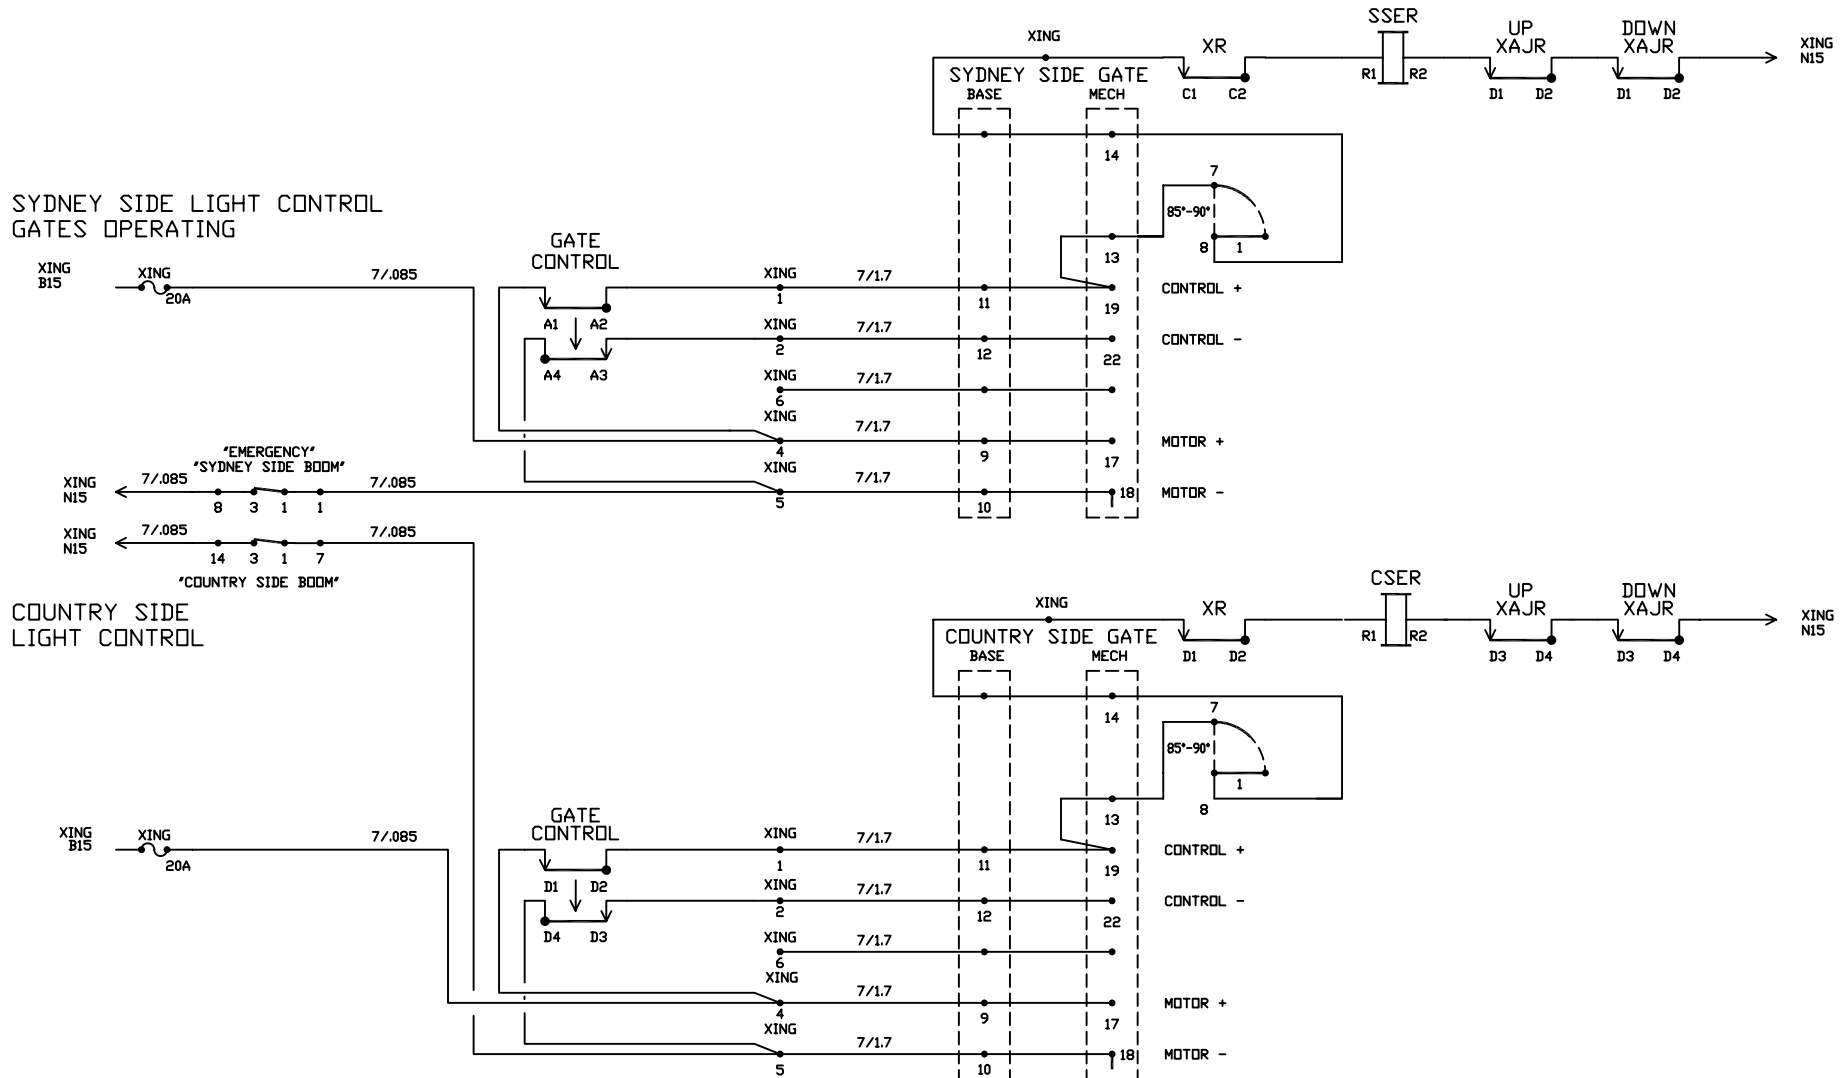 SSER
UP
XAJR
DOWN
XAJR
XING
XR
XING
N15
R1 R2
C1 C2
D1 D2
D1 D2
SYDNEY SIDE GATE
BASE
MECH
14
7
85°-90°
8
1
13
SYDNEY SIDE LIGHT CONTROL
GATES OPERATING
GATE
CONTROL
XING
B15
XING
20A
7/.085
XING
1
7/1.7
11
19
CONTROL +
A1 A2
XING
2
7/1.7
12
22
CONTROL -
A4 A3
XING
6
7/1.7
XING
4
7/1.7
9
17
MOTOR +
"EMERGENCY"
"SYDNEY SIDE BOOM"
XING
N15
7/.085
8 3 1 1
7/.085
XING
5
7/1.7
10
18
MOTOR -
XING
N15
7/.085
14 3 1 7
7/.085
"COUNTRY SIDE BOOM"
COUNTRY SIDE
LIGHT CONTROL
CSER
UP
XAJR
DOWN
XAJR
XING
XR
XING
N15
R1 R2
D1 D2
D3 D4
D3 D4
COUNTRY SIDE GATE
BASE
MECH
14
7
85°-90°
1
8
13
GATE
CONTROL
XING
B15
XING
20A
7/.085
XING
1
7/1.7
11
19
CONTROL +
D1 D2
XING
2
7/1.7
12
22
CONTROL -
D4 D3
XING
6
7/1.7
XING
4
7/1.7
9
17
MOTOR +
XING
5
7/1.7
10
18
MOTOR -